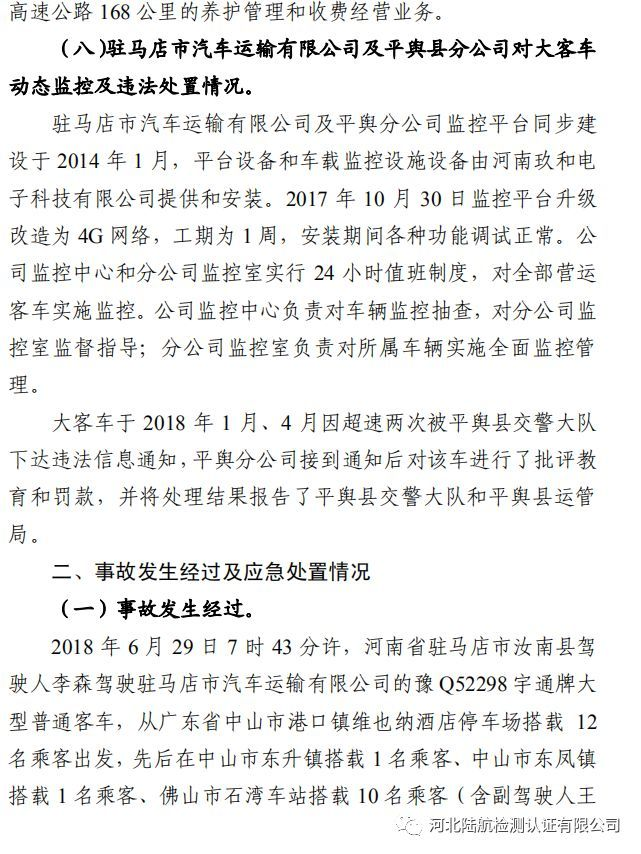 高速公路 168 公里的养护管理和收费经营业务。
（八)驻马店市汽车运输有限公司及平舆县分公司对大客车
动态监控及违法处置情况。
驻马店市汽车运输有限公司及平舆分公司监控平台同步建
设于 2014 年 1 月，平台设备和车载监控设施设备由河南玖和电
子科技有限公司提供和安装。2017 年 10 月 30 日监控平台升级
改造为 4G 网络，工期为 1 周，安装期间各种功能调试正常。公
司监控中心和分公司监控室实行 24 小时值班制度，对全部营运
客车实施监控。公司监控中心负责对车辆监控抽查，对分公司监
控室监督指导；分公司监控室负责对所属车辆实施全面监控管
理。
大客车于 2018 年 1 月、4 月因超速两次被平舆县交警大队
下达违法信息通知，平舆分公司接到通知后对该车进行了批评教
育和罚款，并将处理结果报告了平舆县交警大队和平舆县运管
局。
二、事故发生经过及应急处置情况
（一）事故发生经过。
2018 年 6 月 29 日 7 时 43 分许，河南省驻马店市汝南县驾
驶人李森驾驶驻马店市汽车运输有限公司的豫 Q52298 宇通牌大
型普通客车，从广东省中山市港口镇维也纳酒店停车场搭载 12
名乘客出发，先后在中山市东升镇搭载 1 名乘客、中山市东凤镇
搭载 1 名乘客、佛山市石湾车站搭载 10 名乘客（含副驾驶人王
河北陆航检测认证有限公司